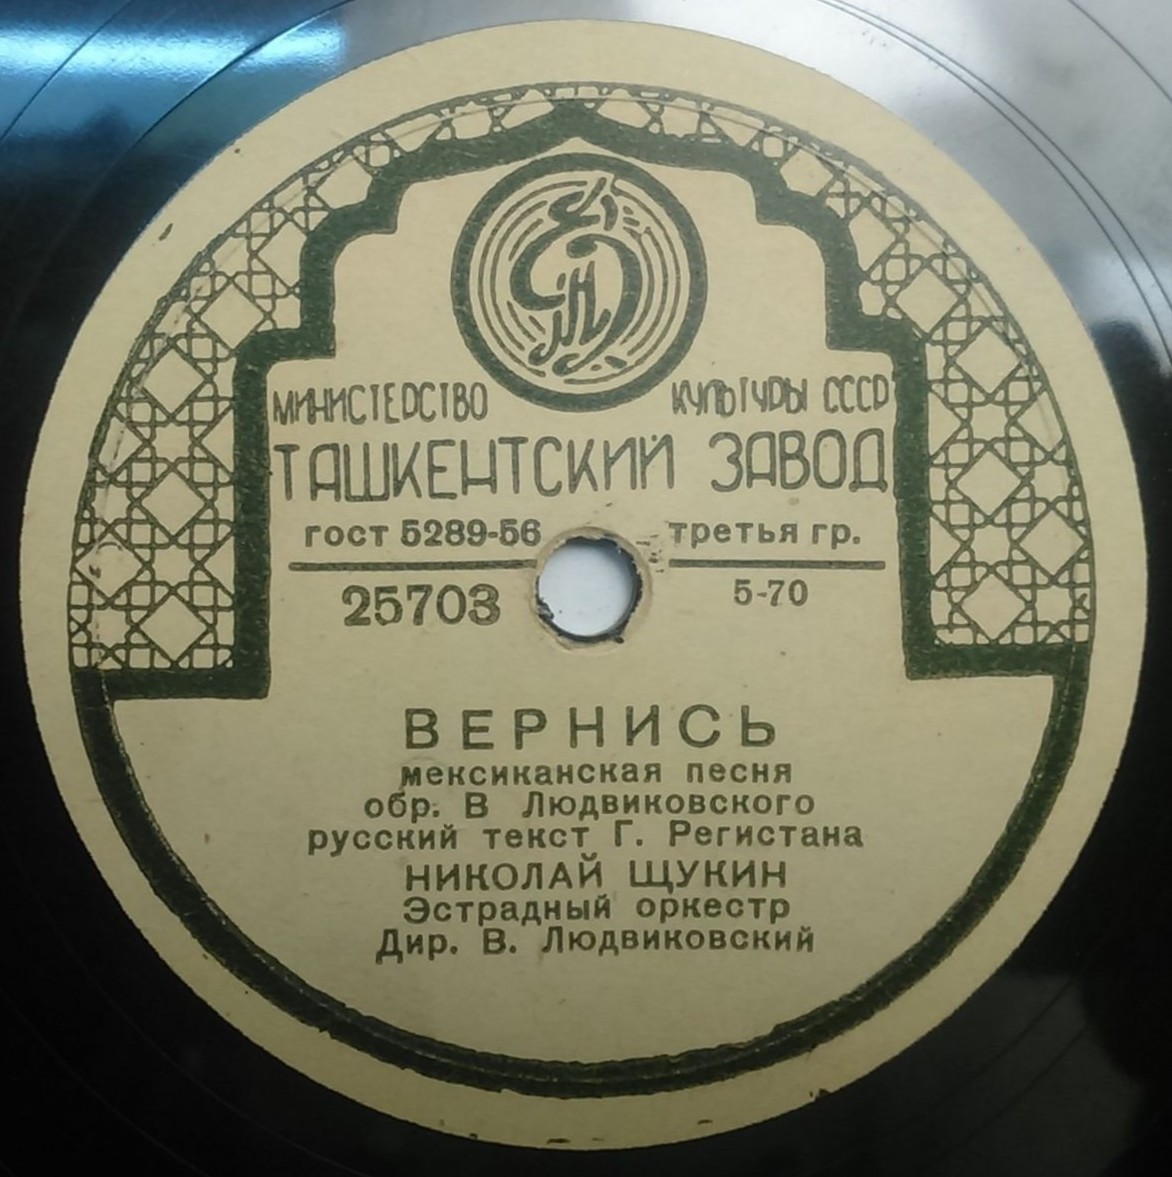 МИНИСТЕРСТВО КУЛЬТУРЫ СССР
ТАШКЕНТСКИЙ ЗАВОД
гост 5289-56 третья гр.
25703 5-70
ВЕРНИСЬ
мексиканская песня
обр. В Людвиковского
русский текст Г. Регистана
НИКОЛАЙ ЩУКИН
Эстрадный оркестр
Дир. В. Людвиковский